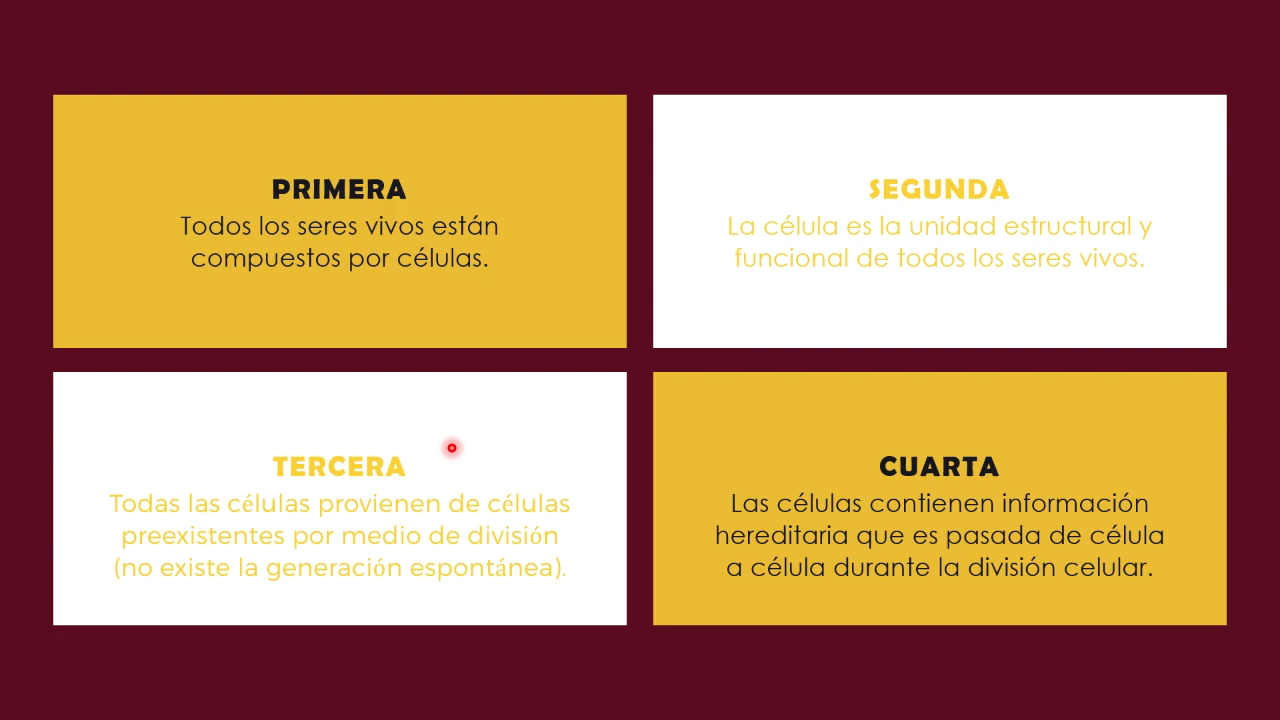 PRIMERA
Todos los seres vivos están
compuestos por células.
SEGUNDA
La célula es la unidad estructural y
funcional de todos los seres vivos.
TERCERA
Todas las células provienen de células
preexistentes por medio de división
(no existe la generación espontánea).
CUARTA
Las células contienen información
hereditaria que es pasada de célula
a célula durante la división celular.